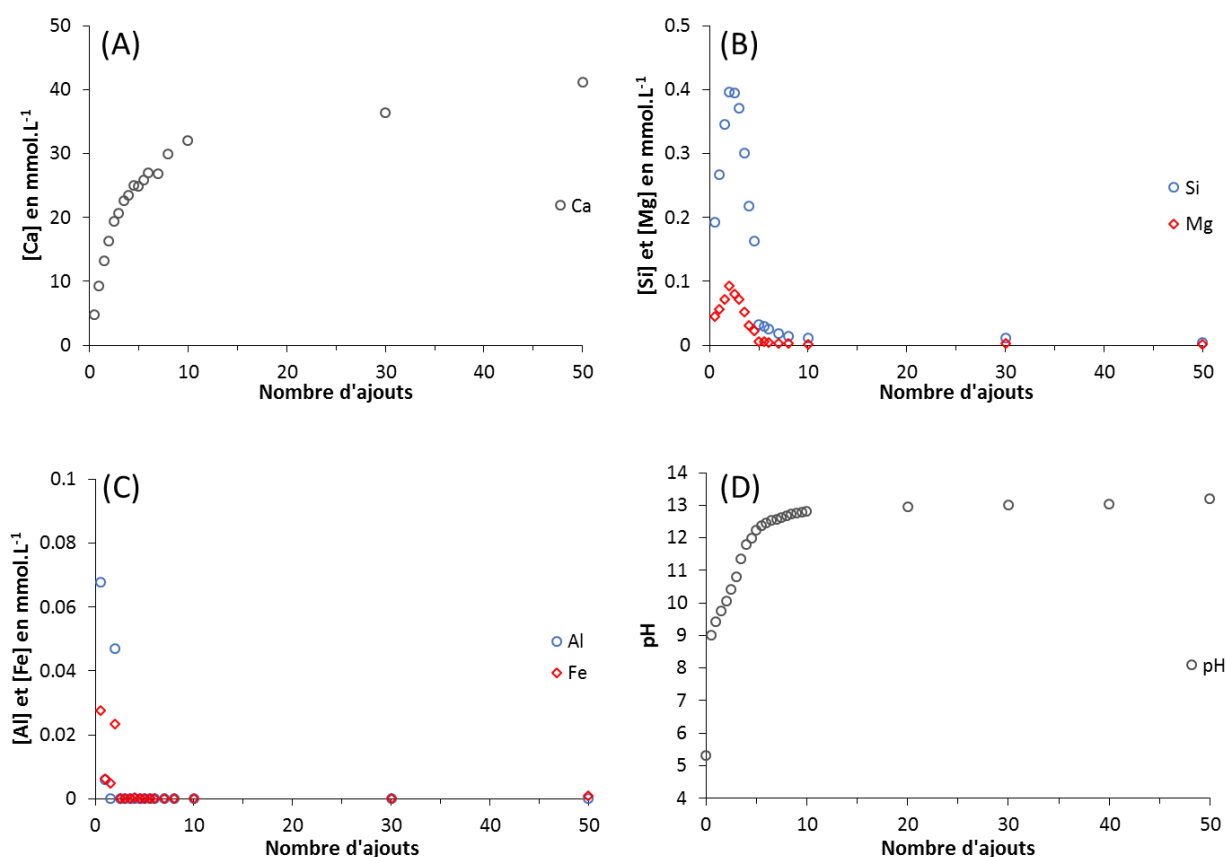 (A)
[Ca] en mmol.L⁻¹
50
40
30
20
10
0
0 10 20 30 40 50
Nombre d'ajouts
Ca
(B)
[Si] et [Mg] en mmol.L⁻¹
0.5
0.4
0.3
0.2
0.1
0
0 10 20 30 40 50
Nombre d'ajouts
Si
Mg
(C)
[Al] et [Fe] en mmol.L⁻¹
0.1
0.08
0.06
0.04
0.02
0
0 10 20 30 40 50
Nombre d'ajouts
Al
Fe
(D)
pH
14
13
12
11
10
9
8
7
6
5
4
0 10 20 30 40 50
Nombre d'ajouts
pH